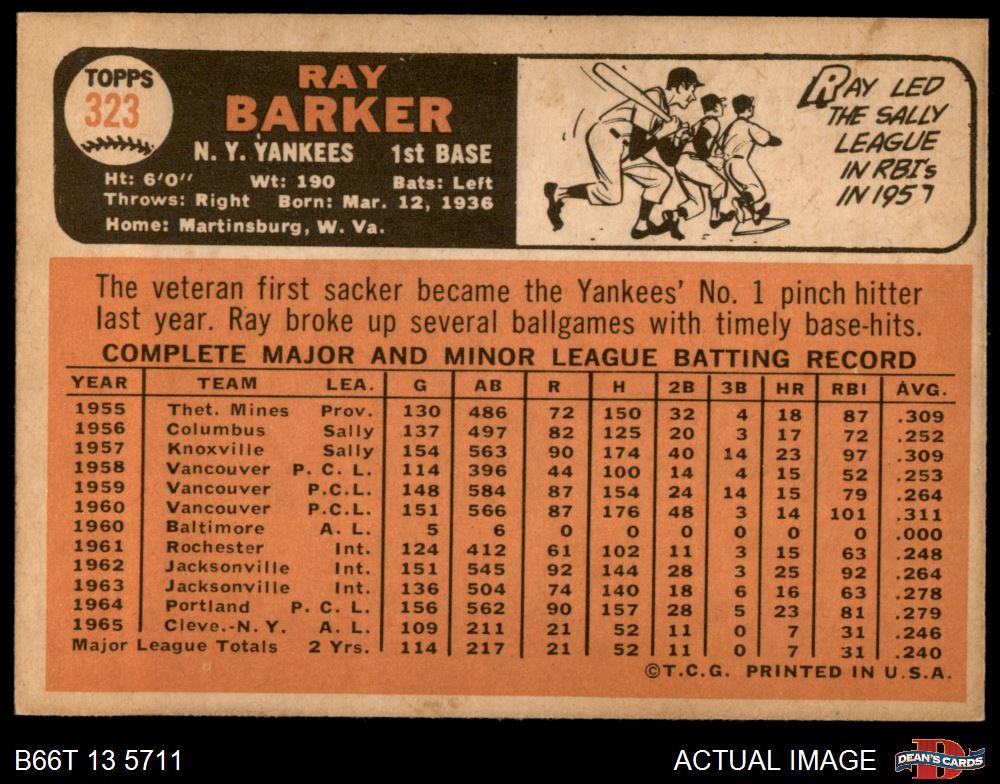 TOPPS
323
RAY
BARKER
N. Y. YANKEES 1st BASE
Ht: 6'0" Wt: 190 Bats: Left
Throws: Right Born: Mar. 12, 1936
Home: Martinsburg, W. Va.
RAY LED
THE SALLY
LEAGUE
IN RBI's
IN 1957
The veteran first sacker became the Yankees' No. 1 pinch hitter
last year. Ray broke up several ballgames with timely base-hits.
COMPLETE MAJOR AND MINOR LEAGUE BATTING RECORD
YEAR TEAM LEA. G AB R H 2B 3B HR RBI AVG.
1955 Thet. Mines Prov. 130 486 72 150 32 4 18 87 .309
1956 Columbus Sally 137 497 82 125 20 3 17 72 .252
1957 Knoxville Sally 154 563 90 174 40 14 23 97 .309
1958 Vancouver P. C. L. 114 396 44 100 14 4 15 52 .253
1959 Vancouver P.C.L. 148 584 87 154 24 14 15 79 .264
1960 Vancouver P.C.L. 151 566 87 176 48 3 14 101 .311
1960 Baltimore A. L. 5 6 0 0 0 0 0 0 .000
1961 Rochester Int. 124 412 61 102 11 3 15 63 .248
1962 Jacksonville Int. 151 545 92 144 28 3 25 92 .264
1963 Jacksonville Int. 136 504 74 140 18 6 16 63 .278
1964 Portland P. C. L. 156 562 90 157 28 5 23 81 .279
1965 Cleve.-N. Y. A. L. 109 211 21 52 11 0 7 31 .246
Major League Totals 2 Yrs. 114 217 21 52 11 0 7 31 .240
©T.C.G. PRINTED IN U.S.A.
B66T 13 5711 ACTUAL IMAGE
D
DEAN'S CARDS